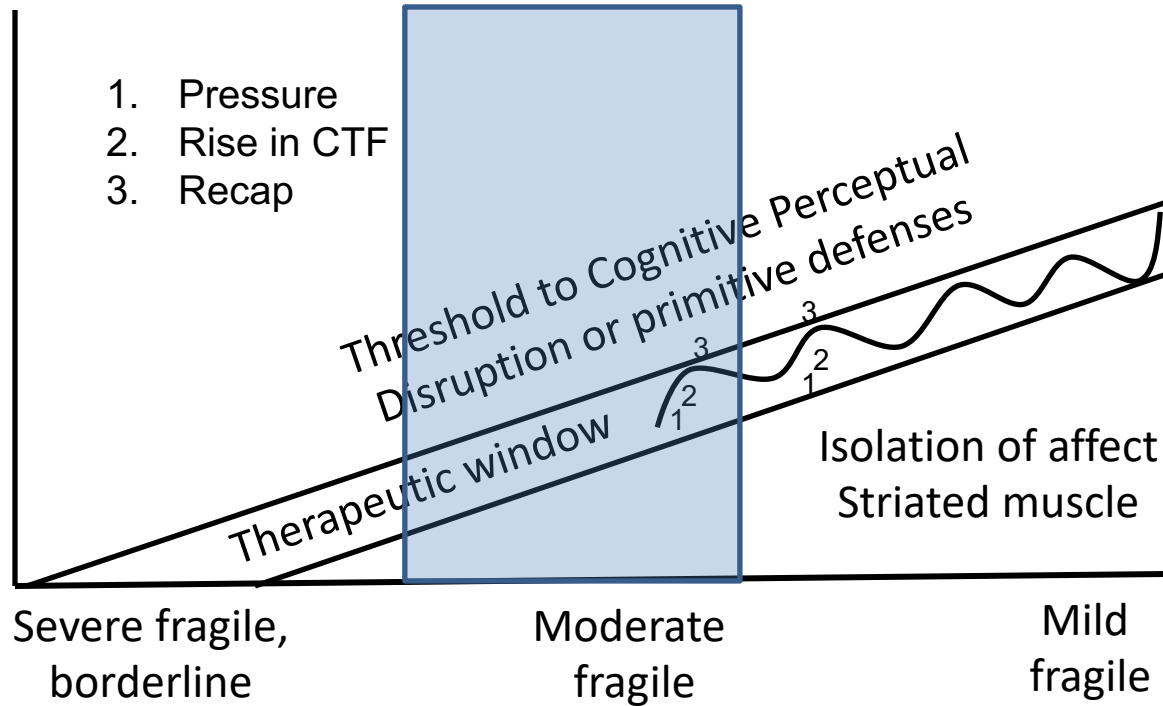 1. Pressure
2. Rise in CTF
3. Recap
Threshold to Cognitive Perceptual
Disruption or primitive defenses
Therapeutic window
3
2
1
3
2
1
Isolation of affect
Striated muscle
Severe fragile,
borderline
Moderate
fragile
Mild
fragile